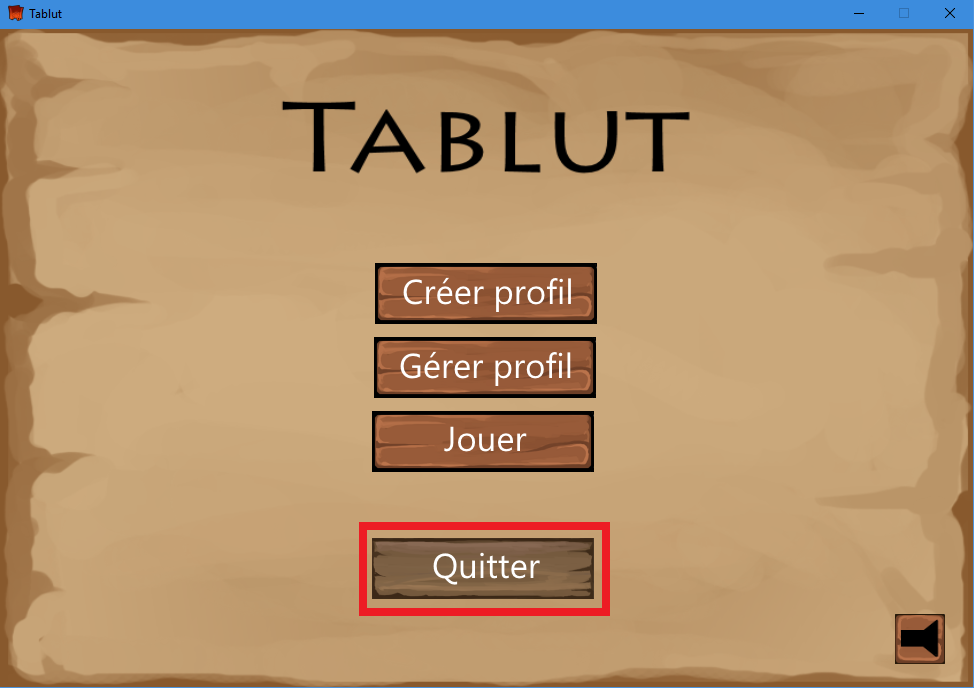 Tablut
TABLUT
Créer profil
Gérer profil
Jouer
Quitter